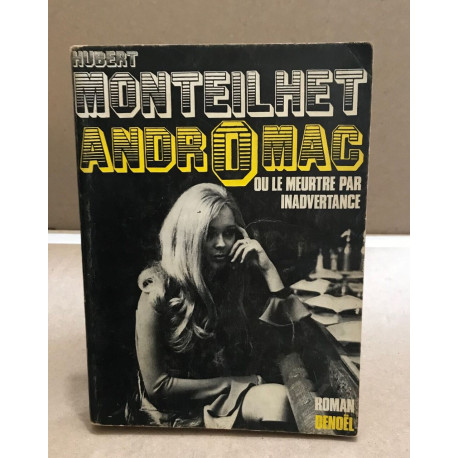 HUBERT
MONTEILHET
ANDROMAC
OU LE MEURTRE PAR
INADVERTANCE
ROMAN
DENOËL